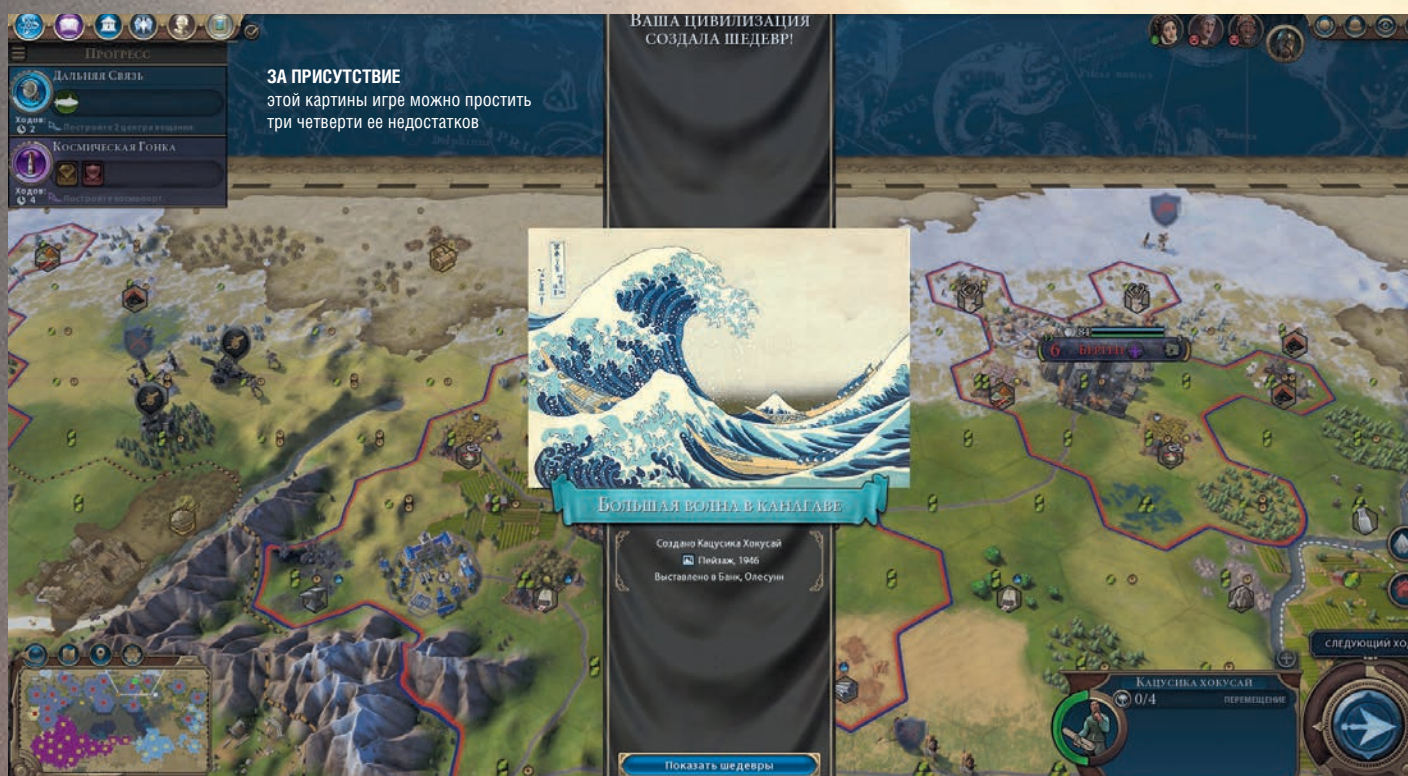 ВАША ЦИВИЛИЗАЦИЯ
СОЗДАЛА ШЕДЕВР!
ПРОГРЕСС
ДАЛЬНЯЯ СВЯЗЬ
Ходов:
2
Постройте 2 центра вещания.
КОСМИЧЕСКАЯ ГОНКА
Ходов:
4
Постройте космопорт.
ЗА ПРИСУТСТВИЕ
этой картины игре можно простить
три четверти ее недостатков
84
6 БЕРГЕН
БОЛЬШАЯ ВОЛНА В КАНАГАВЕ
Создано Кацусика Хокусай
Пейзаж, 1946
Выставлено в Банк, Олесунн
Показать шедевры
СЛЕДУЮЩИЙ ХО
КАЦУСИКА ХОКУСАЙ
0/4 ПЕРЕМЕЩЕНИЕ